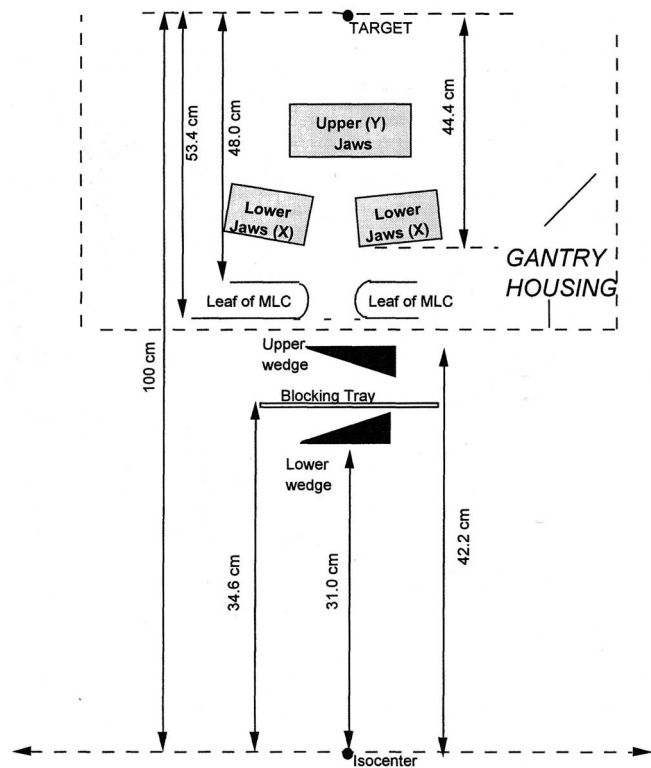 TARGET
53.4 cm
48.0 cm
44.4 cm
Upper (Y)
Jaws
Lower
Jaws (X)
Lower
Jaws (X)
GANTRY
HOUSING
Leaf of MLC
Leaf of MLC
100 cm
Upper
wedge
Blocking Tray
Lower
wedge
34.6 cm
31.0 cm
42.2 cm
Isocenter